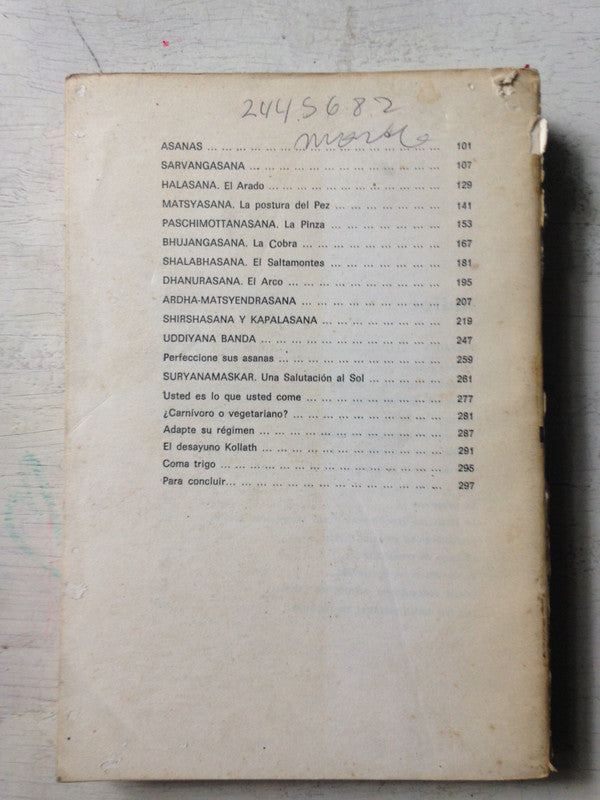 2445682
ASANAS ... 101
SARVANGASANA ... 107
HALASANA. El Arado ... 129
MATSYASANA. La postura del Pez ... 141
PASCHIMOTTANASANA. La Pinza ... 153
BHUJANGASANA. La Cobra ... 167
SHALABHASANA. El Saltamontes ... 181
DHANURASANA. El Arco ... 195
ARDHA-MATSYENDRASANA ... 207
SHIRSHASANA Y KAPALASANA ... 219
UDDIYANA BANDA ... 247
Perfeccione sus asanas ... 259
SURYANAMASKAR. Una Salutación al Sol ... 261
Usted es lo que usted come ... 277
¿Carnívoro o vegetariano? ... 281
Adapte su régimen ... 287
El desayuno Kollath ... 291
Coma trigo ... 295
Para concluir... 297